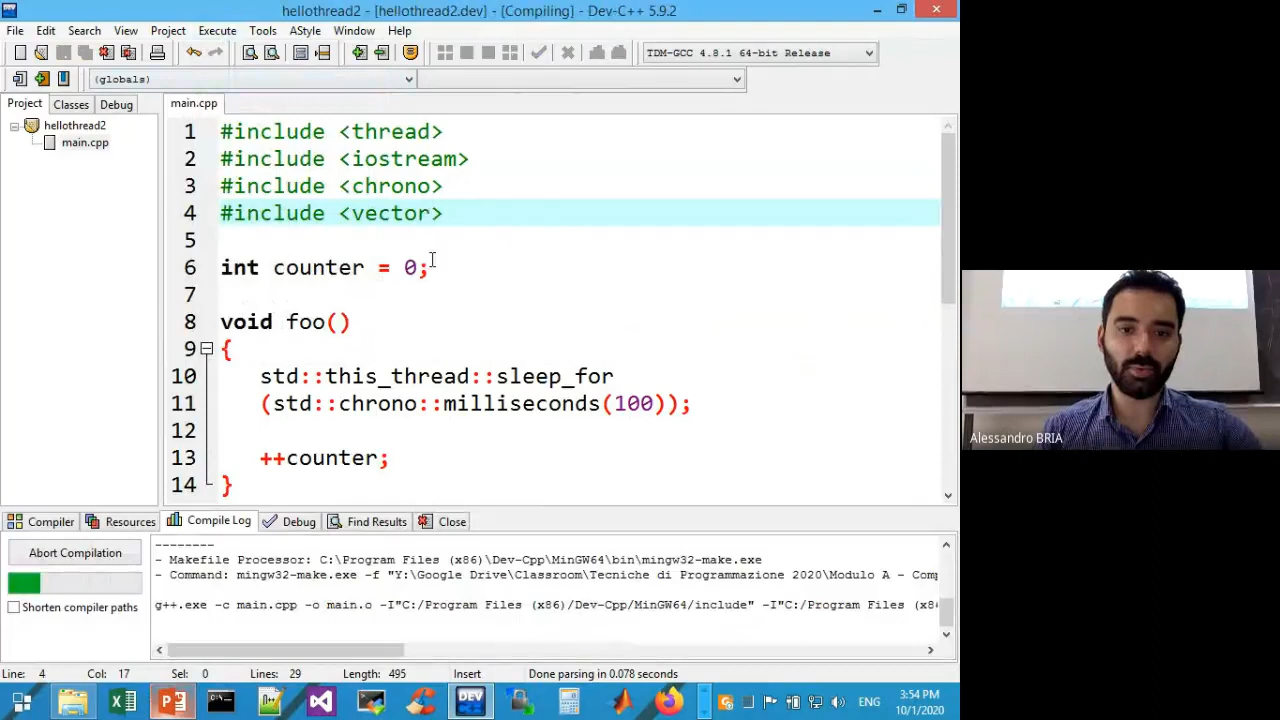 hellothread2 - [hellothread2.dev] - [Compiling] - Dev-C++ 5.9.2
File Edit Search View Project Execute Tools AStyle Window Help
TDM-GCC 4.8.1 64-bit Release
(globals)
Project Classes Debug
main.cpp
hellothread2
main.cpp
1 #include <thread>
2 #include <iostream>
3 #include <chrono>
4 #include <vector>
5
6 int counter = 0;
7
8 void foo()
9 {
10 std::this_thread::sleep_for
11 (std::chrono::milliseconds(100));
12
13 ++counter;
14 }
Alessandro BRIA
Compiler Resources Compile Log Debug Find Results Close
Abort Compilation
Shorten compiler paths
--------
- Makefile Processor: C:\Program Files (x86)\Dev-Cpp\MinGW64\bin\mingw32-make.exe
- Command: mingw32-make.exe -f "Y:\Google Drive\Classroom\Tecniche di Programmazione 2020\Modulo A - Comp
g++.exe -c main.cpp -o main.o -I"C:/Program Files (x86)/Dev-Cpp/MinGW64/include" -I"C:/Program Files (x8
Line: 4 Col: 17 Sel: 0 Lines: 29 Length: 495 Insert Done parsing in 0.078 seconds
DEV
ENG
3:54 PM
10/1/2020